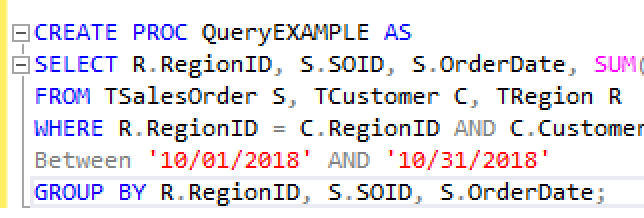 CREATE PROC QueryEXAMPLE AS
SELECT R.RegionID, S.SOID, S.OrderDate, SUM(
FROM TSalesOrder S, TCustomer C, TRegion R
WHERE R.RegionID = C.RegionID AND C.Customer
Between '10/01/2018' AND '10/31/2018'
GROUP BY R.RegionID, S.SOID, S.OrderDate;